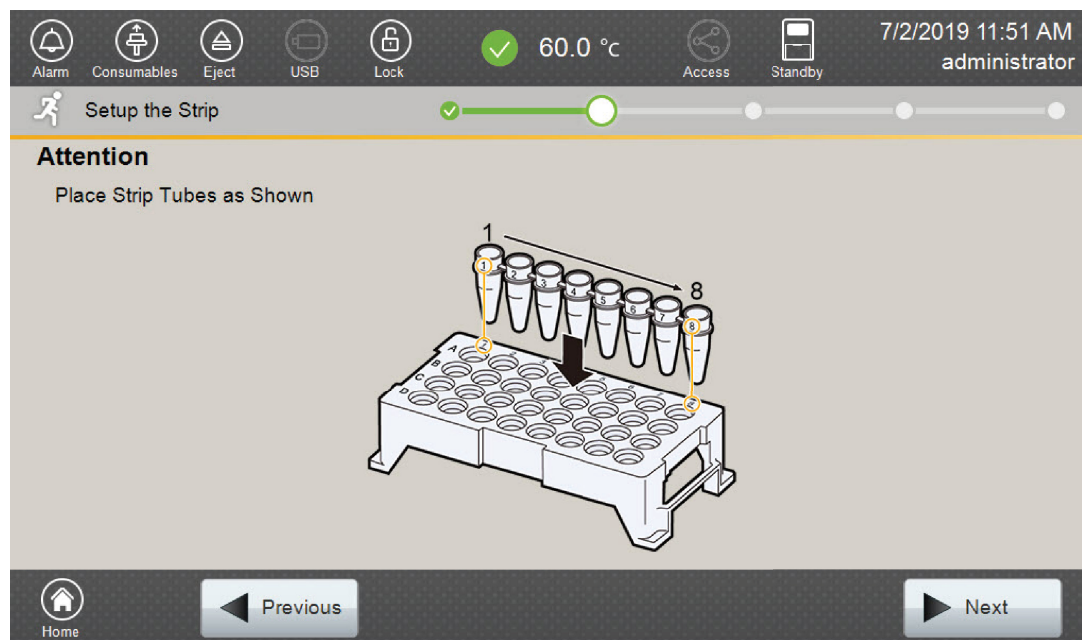 7/2/2019 11:51 AM
60.0 °C
administrator
Alarm Consumables Eject USB Lock Access Standby
Setup the Strip
Attention
Place Strip Tubes as Shown
1
8
1 2 3 4 5 6 7 8
A
B
C
D
Previous
Next
Home